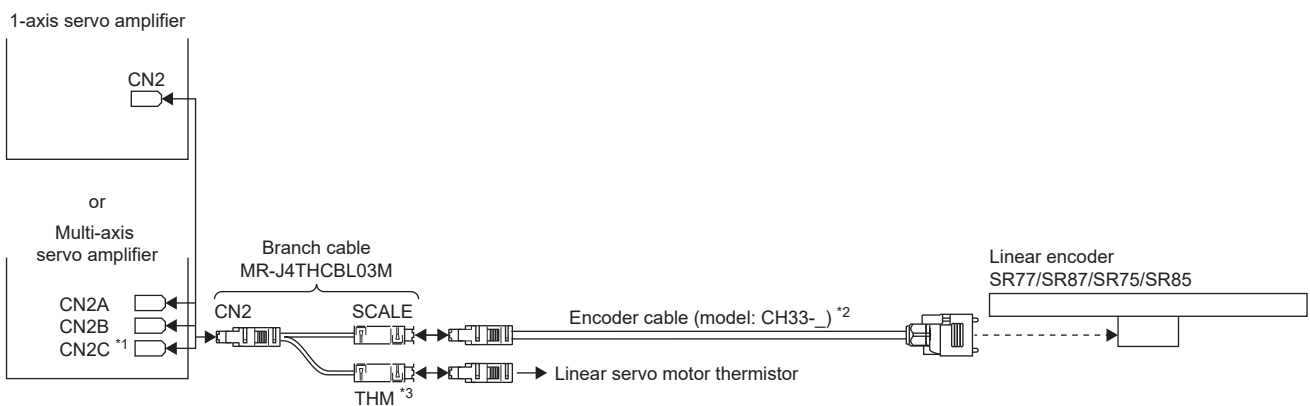 1-axis servo amplifier
CN2
or
Multi-axis
servo amplifier
CN2A
CN2B
CN2C *1
Branch cable
MR-J4THCBL03M
CN2
SCALE
THM *3
Encoder cable (model: CH33-_) *2
Linear servo motor thermistor
Linear encoder
SR77/SR87/SR75/SR85